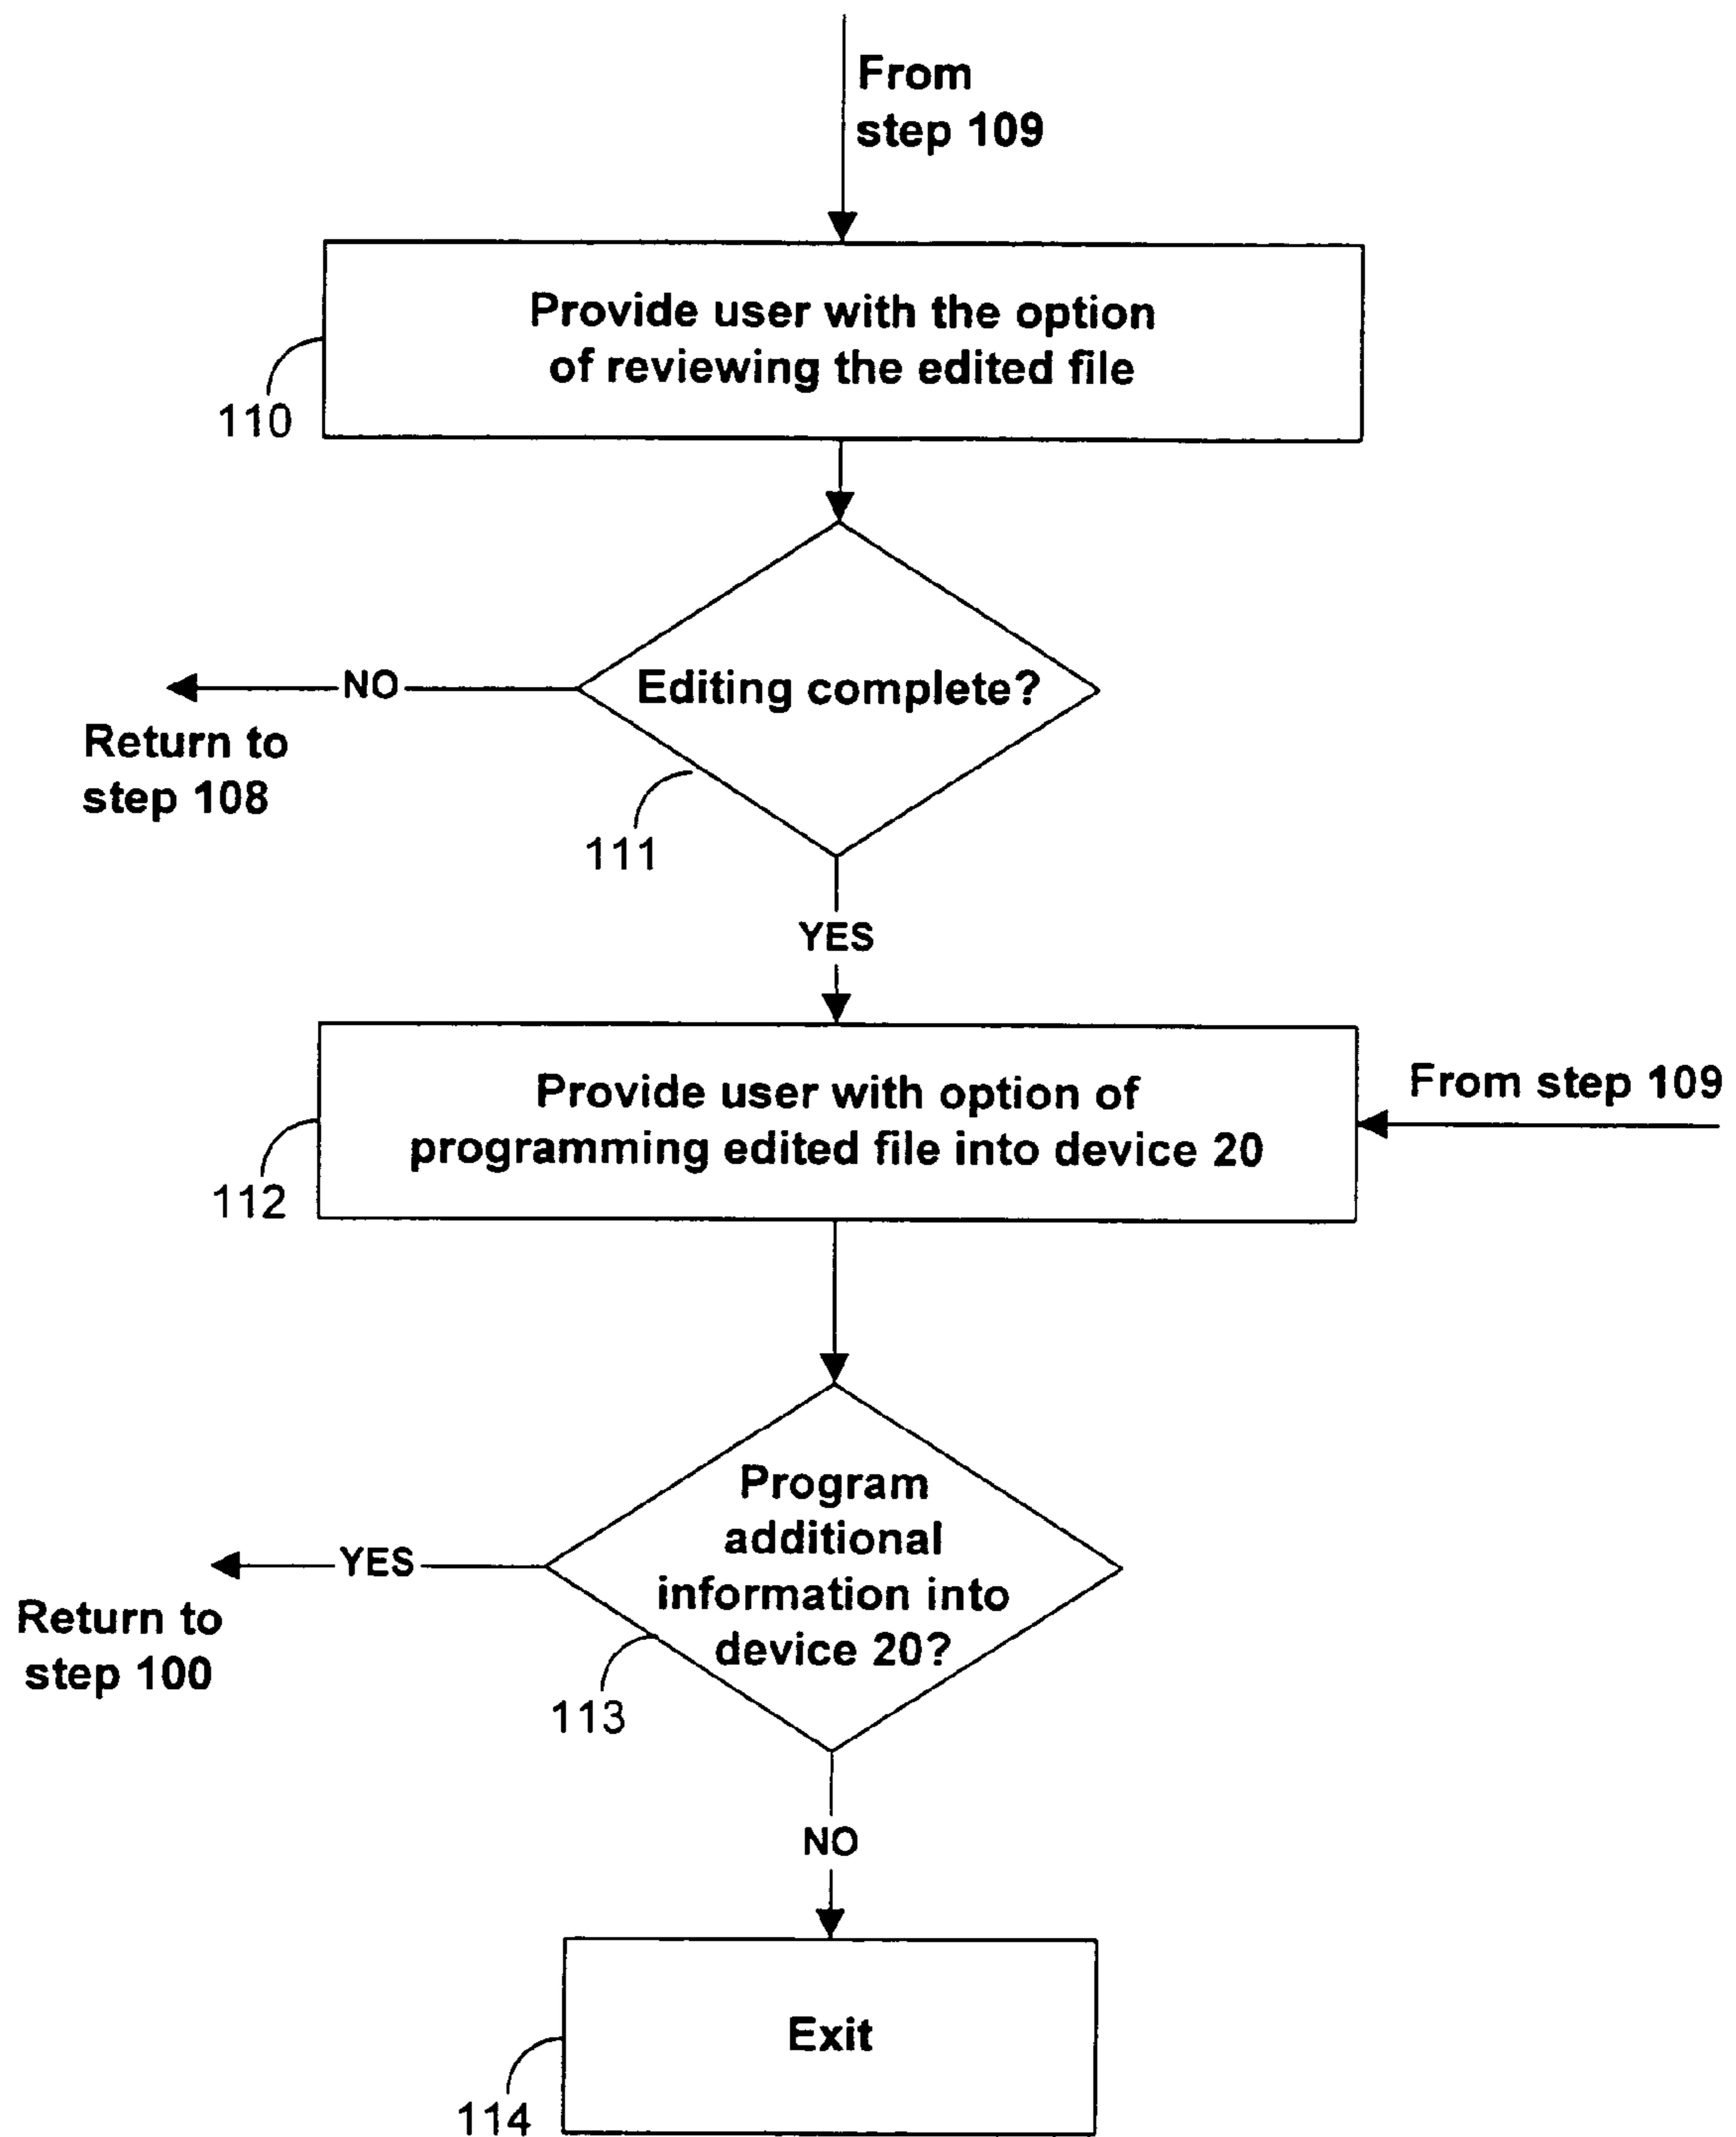 From
step 109
Provide user with the option
of reviewing the edited file
110
Editing complete?
NO
Return to
step 108
111
YES
Provide user with option of
programming edited file into device 20
From step 109
112
Program
additional
information into
device 20?
YES
Return to
step 100
113
NO
Exit
114